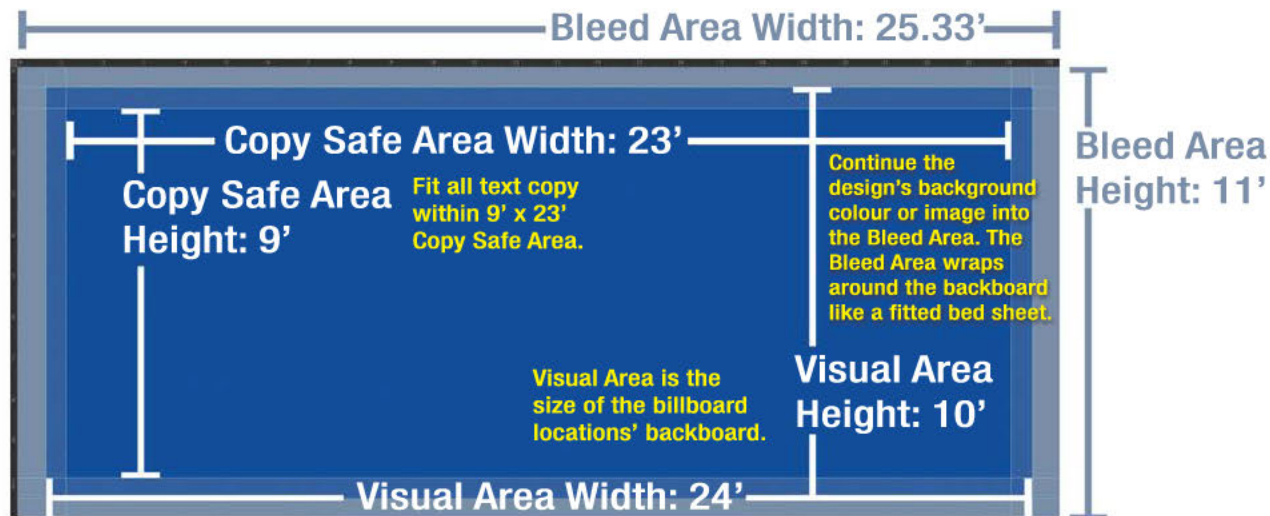 Bleed Area Width: 25.33’
Copy Safe Area Width: 23’
Bleed Area
Height: 11’
Copy Safe Area
Height: 9’
Fit all text copy
within 9’ x 23’
Copy Safe Area.
Continue the
design’s background
colour or image into
the Bleed Area. The
Bleed Area wraps
around the backboard
like a fitted bed sheet.
Visual Area is the
size of the billboard
locations’ backboard.
Visual Area
Height: 10’
Visual Area Width: 24’